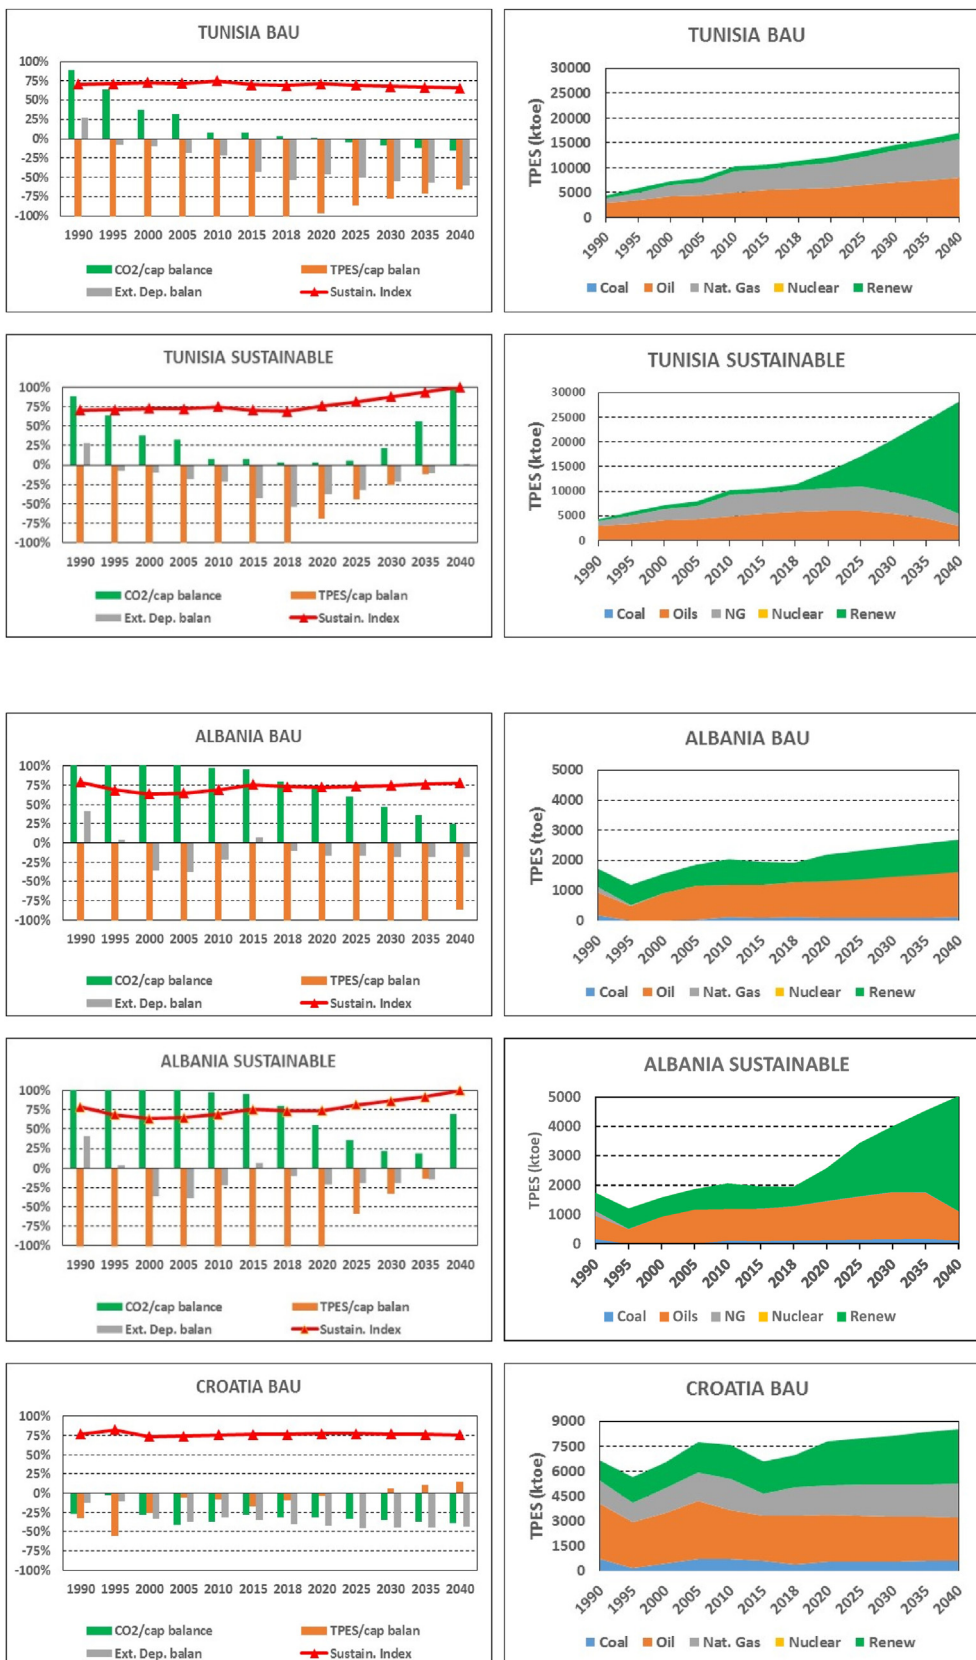 TUNISIA BAU
100%
75%
50%
25%
0%
-25%
-50%
-75%
-100%
1990 1995 2000 2005 2010 2015 2018 2020 2025 2030 2035 2040
CO2/cap balance TPES/cap balan
Ext. Dep. balan Sustain. Index
TUNISIA BAU
TPES (ktoe)
30000
25000
20000
15000
10000
5000
0
1990 1995 2000 2005 2010 2015 2018 2020 2025 2030 2035 2040
Coal Oil Nat. Gas Nuclear Renew
TUNISIA SUSTAINABLE
100%
75%
50%
25%
0%
-25%
-50%
-75%
-100%
1990 1995 2000 2005 2010 2015 2018 2020 2025 2030 2035 2040
CO2/cap balance TPES/cap balan
Ext. Dep. balan Sustain. Index
TUNISIA SUSTAINABLE
TPES (ktoe)
30000
25000
20000
15000
10000
5000
0
1990 1995 2000 2005 2010 2015 2018 2020 2025 2030 2035 2040
Coal Oils NG Nuclear Renew
ALBANIA BAU
100%
75%
50%
25%
0%
-25%
-50%
-75%
-100%
1990 1995 2000 2005 2010 2015 2018 2020 2025 2030 2035 2040
CO2/cap balance TPES/cap balan
Ext. Dep. balan Sustain. Index
ALBANIA BAU
TPES (toe)
5000
4000
3000
2000
1000
0
1990 1995 2000 2005 2010 2015 2018 2020 2025 2030 2035 2040
Coal Oil Nat. Gas Nuclear Renew
ALBANIA SUSTAINABLE
100%
75%
50%
25%
0%
-25%
-50%
-75%
-100%
1990 1995 2000 2005 2010 2015 2018 2020 2025 2030 2035 2040
CO2/cap balance TPES/cap balan
Ext. Dep. balan Sustain. Index
ALBANIA SUSTAINABLE
TPES (ktoe)
5000
4000
3000
2000
1000
0
1990 1995 2000 2005 2010 2015 2018 2020 2025 2030 2035 2040
Coal Oils NG Nuclear Renew
CROATIA BAU
100%
75%
50%
25%
0%
-25%
-50%
-75%
-100%
1990 1995 2000 2005 2010 2015 2018 2020 2025 2030 2035 2040
CO2/cap balance TPES/cap balan
Ext. Dep. balan Sustain. Index
CROATIA BAU
TPES (ktoe)
9000
7500
6000
4500
3000
1500
0
1990 1995 2000 2005 2010 2015 2018 2020 2025 2030 2035 2040
Coal Oil Nat. Gas Nuclear Renew